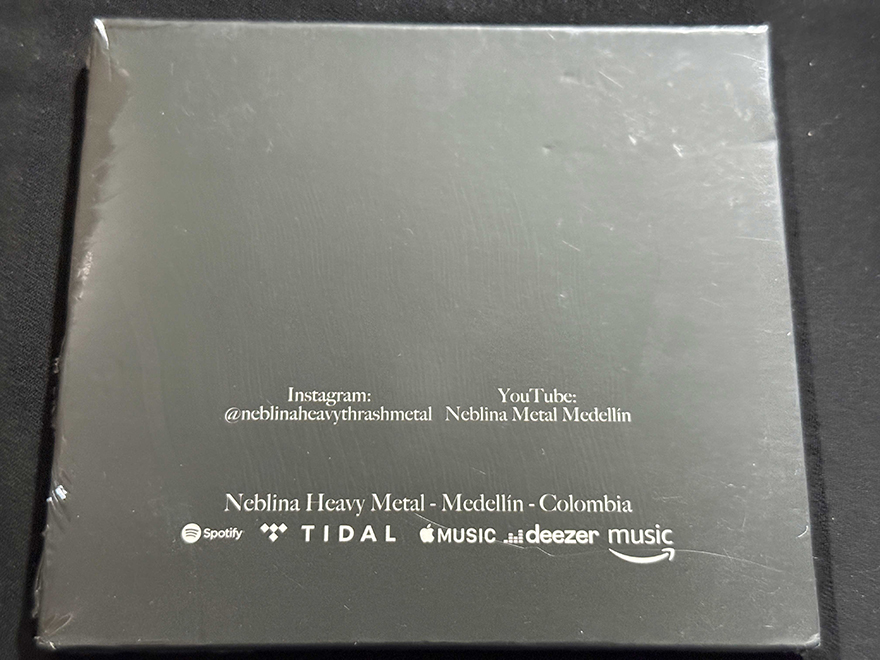 Instagram: YouTube:
@neblinaheavythrashmetal Neblina Metal Medellín
Neblina Heavy Metal - Medellín - Colombia
Spotify TIDAL MUSIC deezer music